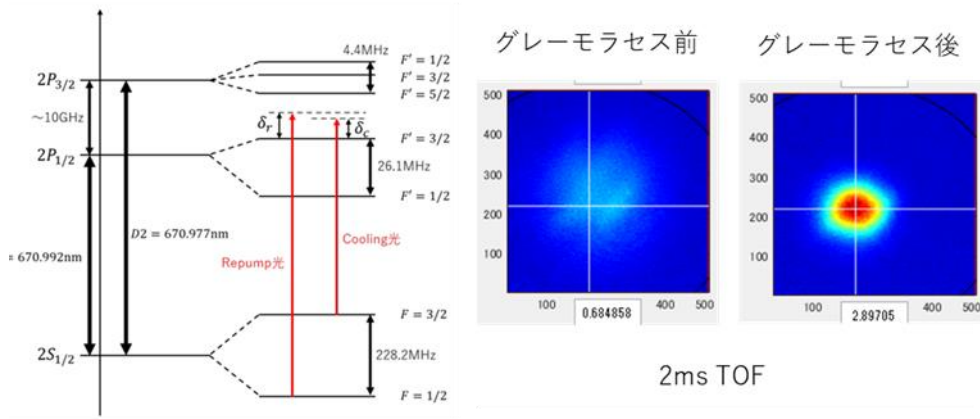 4.4MHz
F' = 1/2
F' = 3/2
F' = 5/2
2P3/2
～10GHz
2P1/2
δr
δc
F' = 3/2
26.1MHz
F' = 1/2
D2 = 670.977nm
= 670.992nm
Cooling光
Repump光
F = 3/2
2S1/2
228.2MHz
F = 1/2
グレーモラセス前
500
400
300
200
100
100
400
500
0.684858
グレーモラセス後
500
400
300
200
100
100
400
500
2.89705
2ms TOF